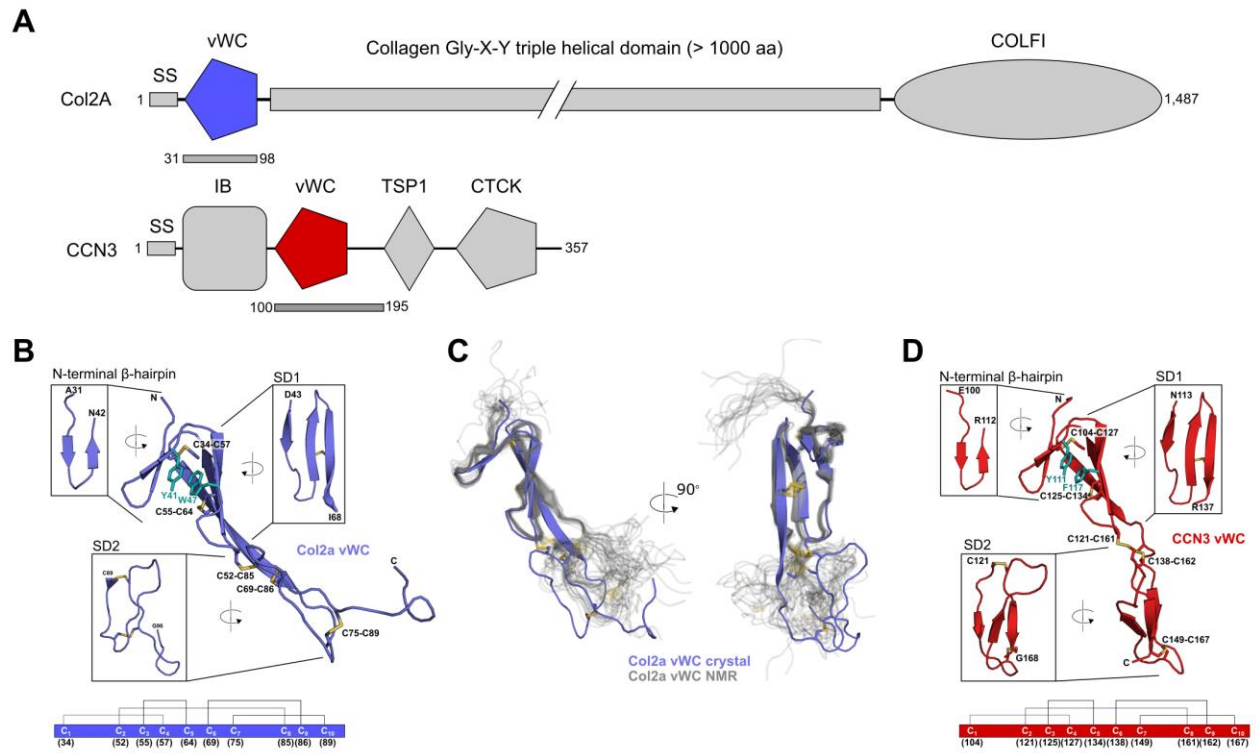 A
vWC
Collagen Gly-X-Y triple helical domain (> 1000 aa)
COLFI
SS
Col2A
1
1,487
31
98
IB
vWC
TSP1
CTCK
SS
CCN3
1
357
100
195
B
N-terminal β-hairpin
A31
N42
N
SD1
D43
I68
C34-C57
Y41
W47
C55-C64
Col2a vWC
SD2
C69
G96
C52-C85
C69-C86
C
C75-C89
C1 C2 C3 C4 C5 C6 C7 C8 C9 C10
(34) (52) (55) (57) (64) (69) (75) (85) (86) (89)
C
90°
Col2a vWC crystal
Col2a vWC NMR
D
N-terminal β-hairpin
E100
R112
N
SD1
N113
R137
C104-C127
Y111
F117
C125-C134
CCN3 vWC
C121-C161
C138-C162
SD2
C121
G168
C149-C167
C
C1 C2 C3 C4 C5 C6 C7 C8 C9 C10
(104) (121) (125) (127) (134) (138) (149) (161) (162) (167)